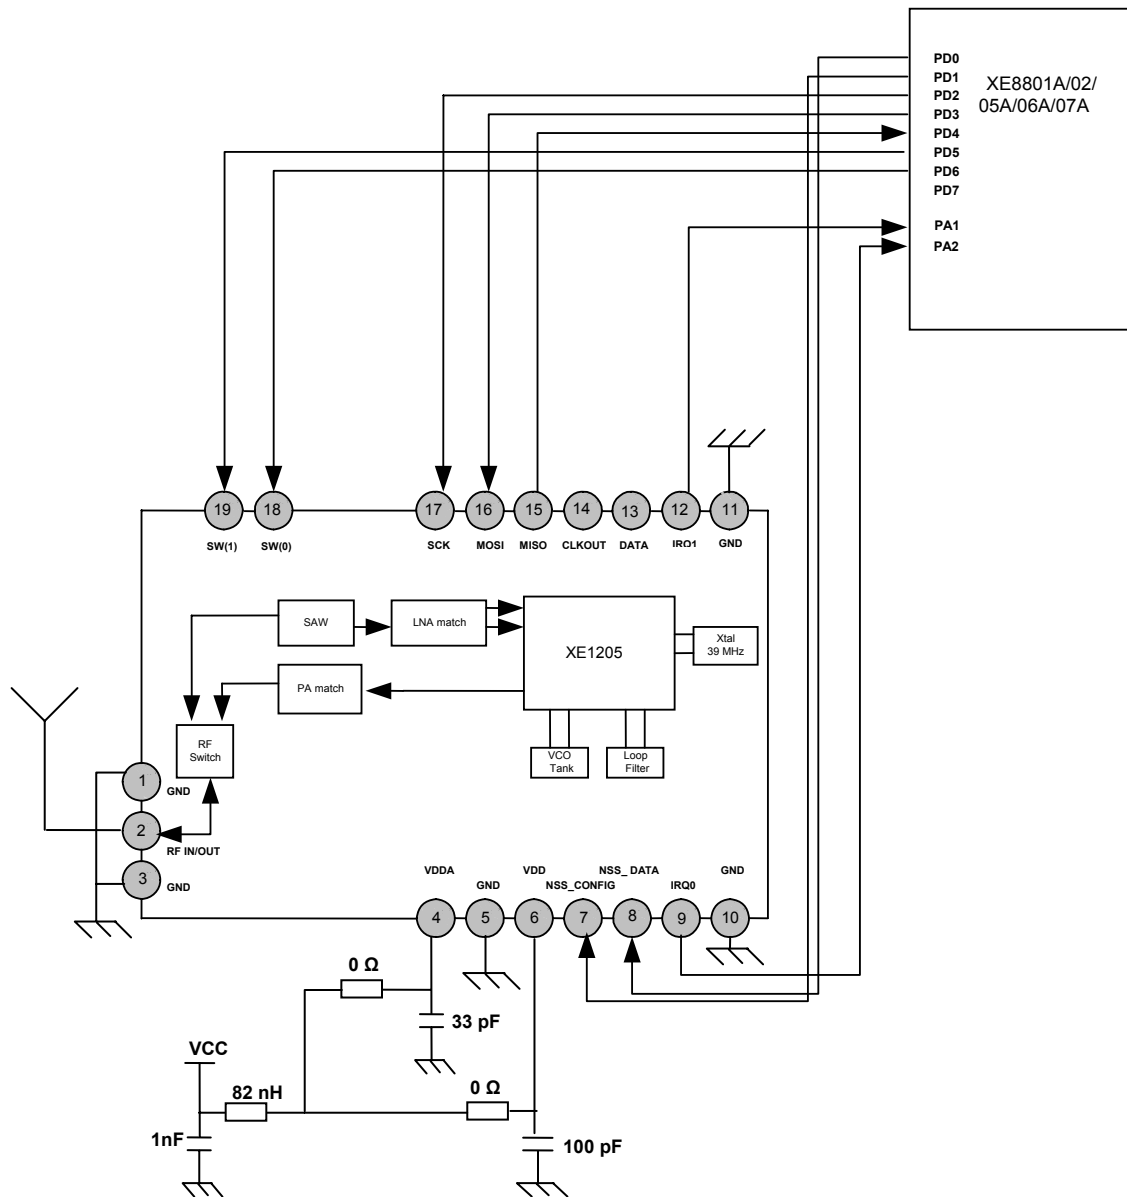 PD0
PD1
PD2
PD3
PD4
PD5
PD6
PD7
PA1
PA2
XE8801A/02/
05A/06A/07A
19
18
17
16
15
14
13
12
11
SW(1)
SW(0)
SCK
MOSI
MISO
CLKOUT
DATA
IRQ1
GND
SAW
LNA match
XE1205
Xtal
39 MHz
PA match
RF
Switch
VCO
Tank
Loop
Filter
1
GND
2
RF IN/OUT
3
GND
VDDA
GND
VDD
NSS_CONFIG
NSS_ DATA
IRQ0
GND
4
5
6
7
8
9
10
0 Ω
33 pF
VCC
82 nH
0 Ω
1nF
100 pF